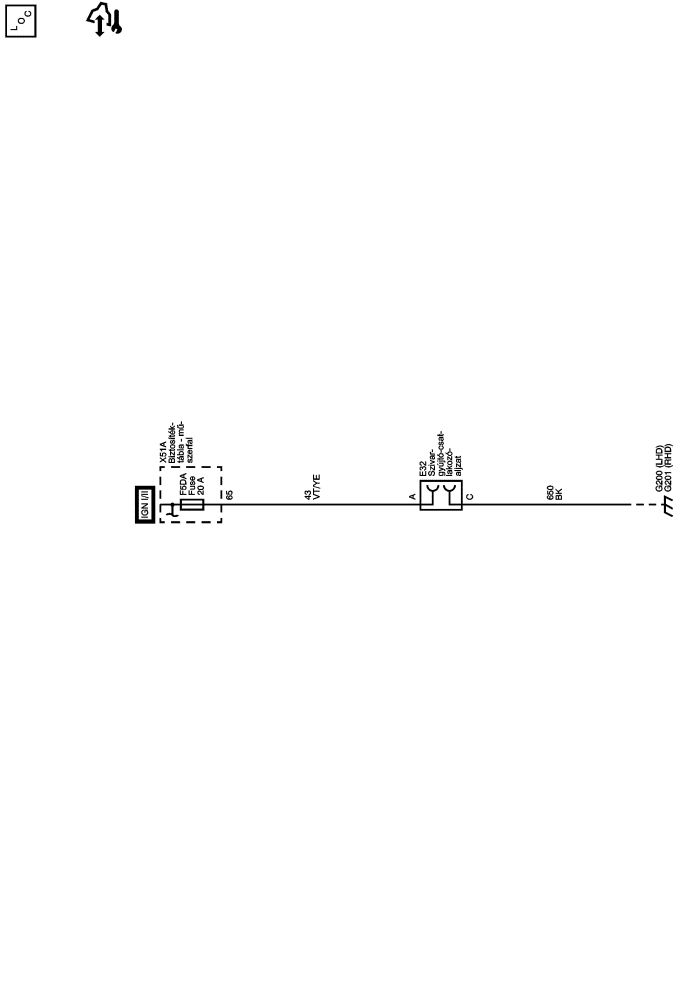 LOC
IGN I/II
X51A
Biztosíték-
tábla - mű-
szerfal
F5DA
Fuse
20 A
65
43
VT/YE
A
E32
Szivar-
gyújtó-csat-
lakozó-
aljzat
C
650
BK
G200 (LHD)
G201 (RHD)